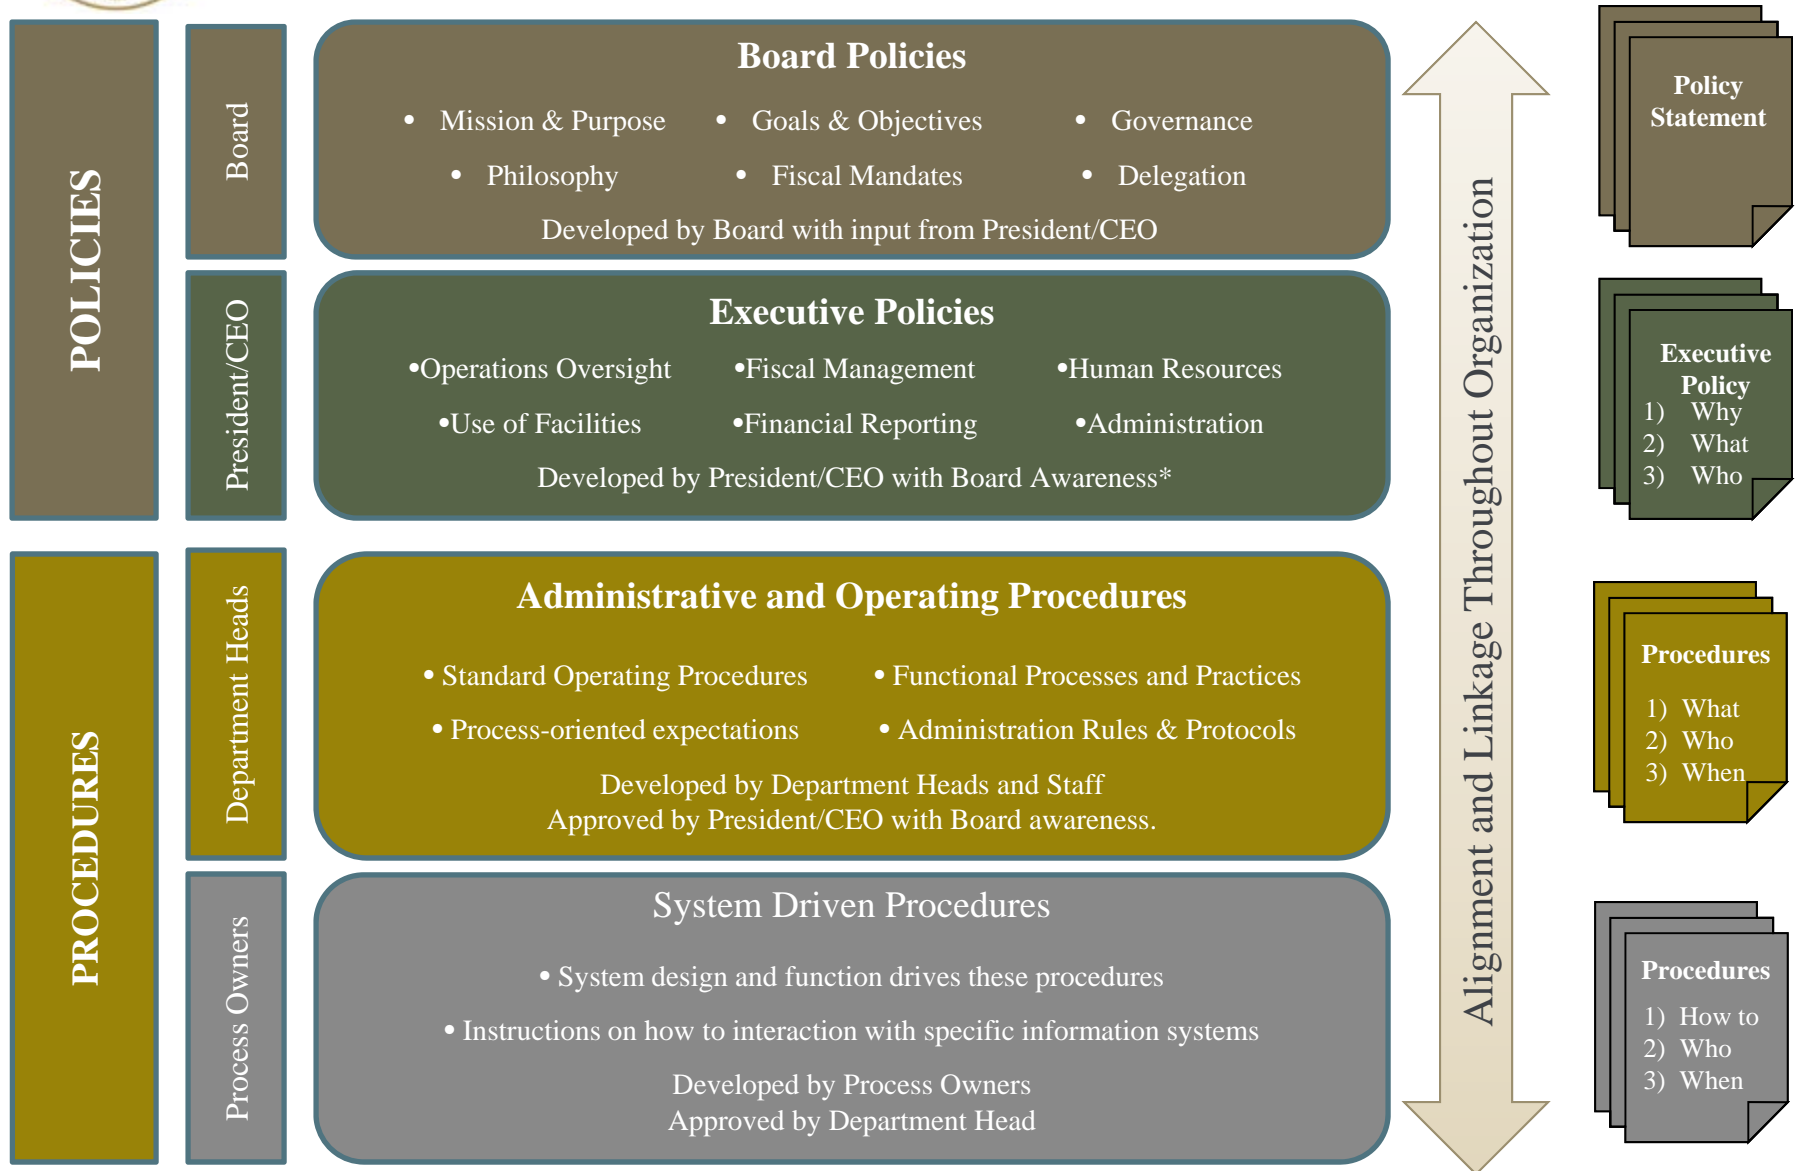 POLICIES
Board
Board Policies
• Mission & Purpose • Goals & Objectives • Governance
• Philosophy • Fiscal Mandates • Delegation
Developed by Board with input from President/CEO
Policy
Statement
President/CEO
Executive Policies
•Operations Oversight •Fiscal Management •Human Resources
•Use of Facilities •Financial Reporting •Administration
Developed by President/CEO with Board Awareness*
Executive
Policy
1) Why
2) What
3) Who
Alignment and Linkage Throughout Organization
PROCEDURES
Department Heads
Administrative and Operating Procedures
• Standard Operating Procedures • Functional Processes and Practices
• Process-oriented expectations • Administration Rules & Protocols
Developed by Department Heads and Staff
Approved by President/CEO with Board awareness.
Procedures
1) What
2) Who
3) When
Process Owners
System Driven Procedures
• System design and function drives these procedures
• Instructions on how to interaction with specific information systems
Developed by Process Owners
Approved by Department Head
Procedures
1) How to
2) Who
3) When